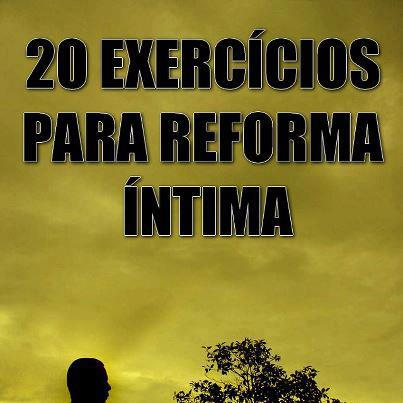 20 EXERCÍCIOS
PARA REFORMA
ÍNTIMA